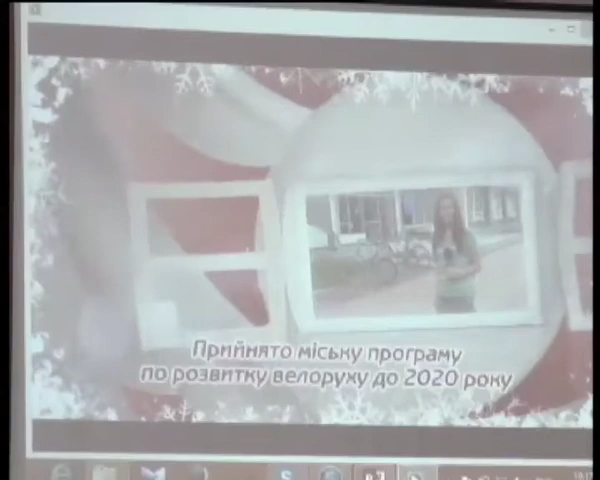 Прийнято міську програму
по розвитку велоруху до 2020 року